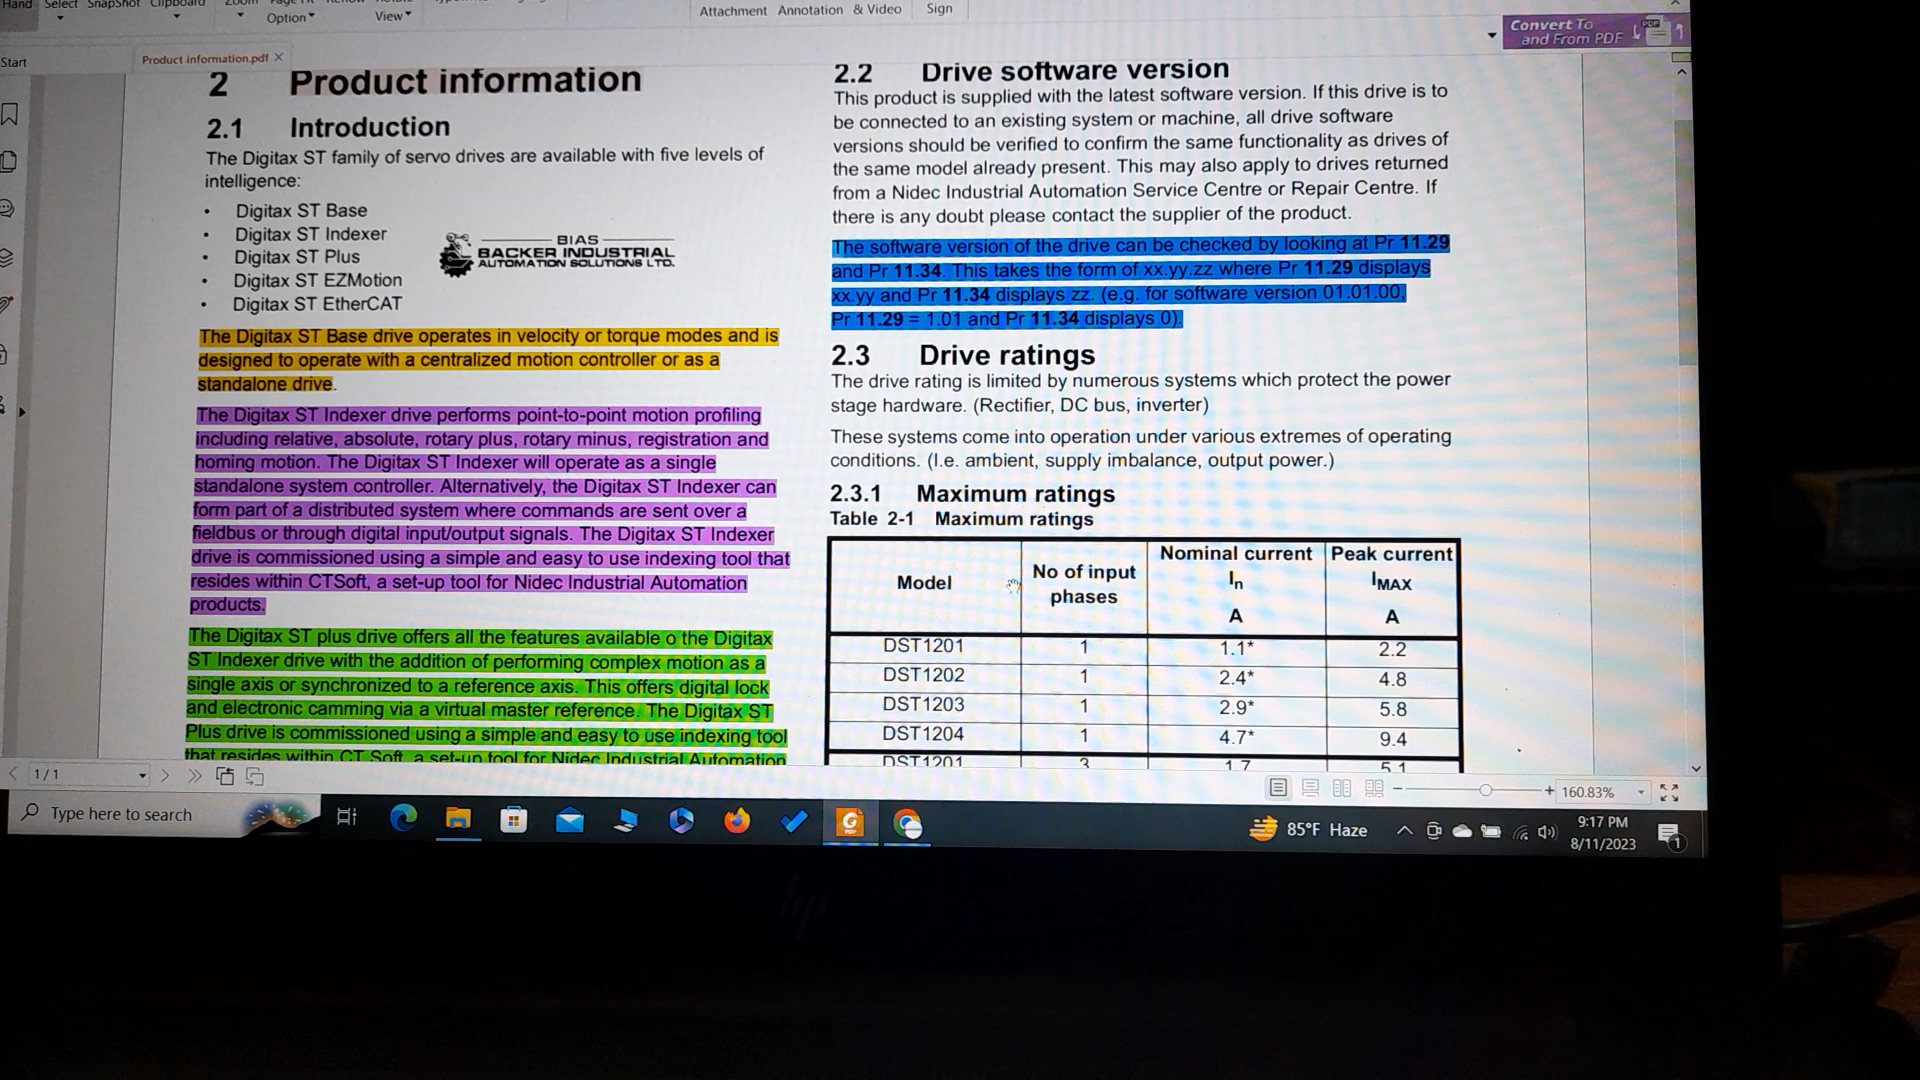 Hand Select SnapShot Clipboard
Option View
Attachment Annotation & Video Sign
Convert To
and From PDF
Start
Product information.pdf
2 Product information
2.1 Introduction
The Digitax ST family of servo drives are available with five levels of
intelligence:
• Digitax ST Base
• Digitax ST Indexer
• Digitax ST Plus
• Digitax ST EZMotion
• Digitax ST EtherCAT
BIAS
BACKER INDUSTRIAL
AUTOMATION SOLUTIONS LTD.
The Digitax ST Base drive operates in velocity or torque modes and is
designed to operate with a centralized motion controller or as a
standalone drive.
The Digitax ST Indexer drive performs point-to-point motion profiling
including relative, absolute, rotary plus, rotary minus, registration and
homing motion. The Digitax ST Indexer will operate as a single
standalone system controller. Alternatively, the Digitax ST Indexer can
form part of a distributed system where commands are sent over a
fieldbus or through digital input/output signals. The Digitax ST Indexer
drive is commissioned using a simple and easy to use indexing tool that
resides within CTSoft, a set-up tool for Nidec Industrial Automation
products.
The Digitax ST plus drive offers all the features available o the Digitax
ST Indexer drive with the addition of performing complex motion as a
single axis or synchronized to a reference axis. This offers digital lock
and electronic camming via a virtual master reference. The Digitax ST
Plus drive is commissioned using a simple and easy to use indexing tool
that resides within CT Soft, a set-up tool for Nidec Industrial Automation
2.2 Drive software version
This product is supplied with the latest software version. If this drive is to
be connected to an existing system or machine, all drive software
versions should be verified to confirm the same functionality as drives of
the same model already present. This may also apply to drives returned
from a Nidec Industrial Automation Service Centre or Repair Centre. If
there is any doubt please contact the supplier of the product.
The software version of the drive can be checked by looking at Pr 11.29
and Pr 11.34. This takes the form of xx.yy.zz where Pr 11.29 displays
xx.yy and Pr 11.34 displays zz. (e.g. for software version 01.01.00,
Pr 11.29 = 1.01 and Pr 11.34 displays 0).
2.3 Drive ratings
The drive rating is limited by numerous systems which protect the power
stage hardware. (Rectifier, DC bus, inverter)
These systems come into operation under various extremes of operating
conditions. (I.e. ambient, supply imbalance, output power.)
2.3.1 Maximum ratings
Table 2-1 Maximum ratings
Model No of input phases Nominal current In A Peak current IMAX A
DST1201 1 1.1* 2.2
DST1202 1 2.4* 4.8
DST1203 1 2.9* 5.8
DST1204 1 4.7* 9.4
DST1201 3 1.7 5.1
1 / 1
160.83%
Type here to search
85°F Haze
9:17 PM
8/11/2023
1
hp